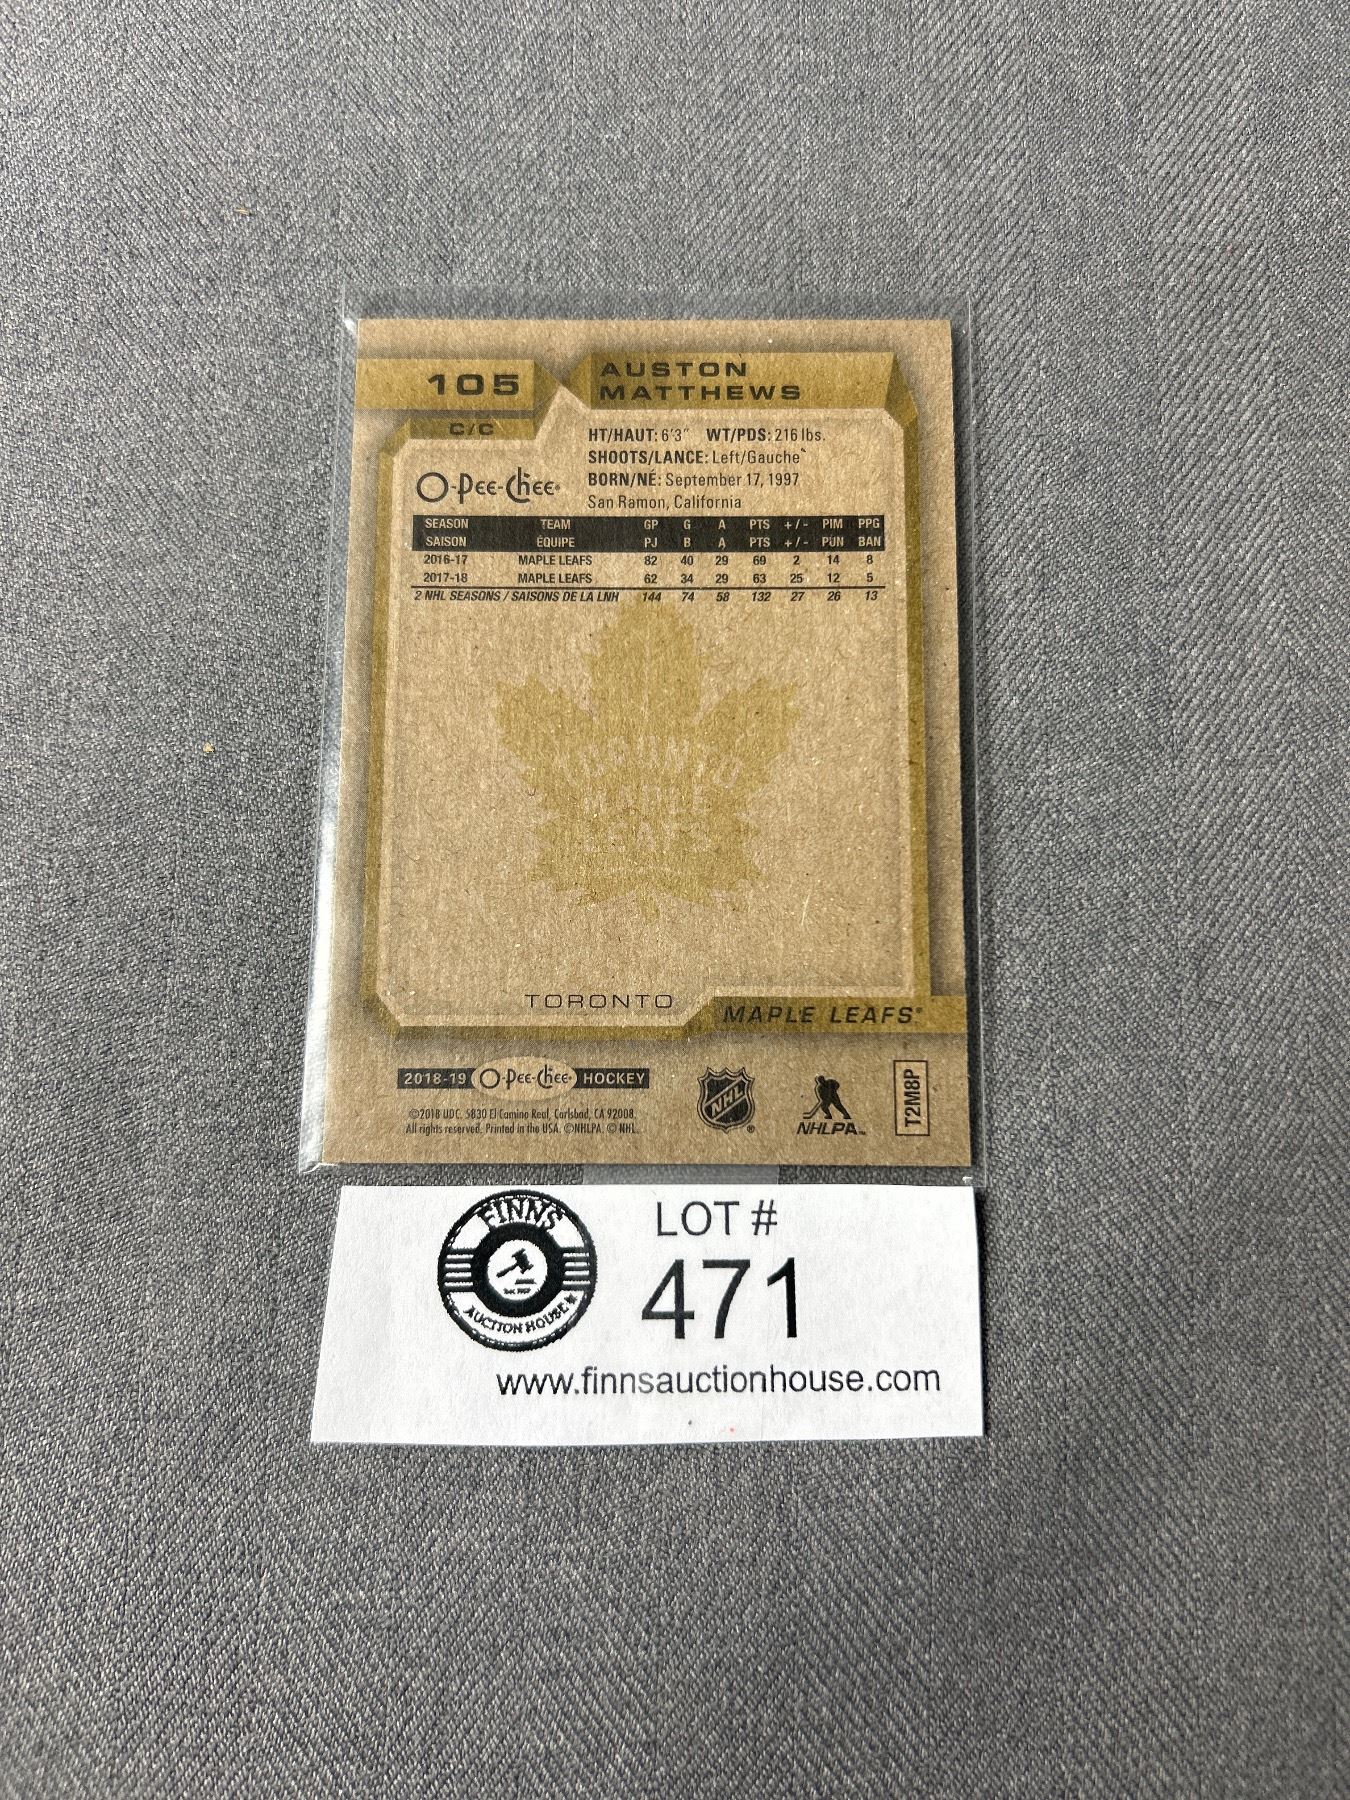 105
AUSTON
MATTHEWS
C/C
HT/HAUT: 6'3" WT/PDS: 216 lbs.
SHOOTS/LANCE: Left/Gauche
BORN/NÉ: September 17, 1997
San Ramon, California
O-Pee-Chee
SEASON TEAM GP G A PTS +/- PIM PPG
SAISON ÉQUIPE PJ B A PTS +/- PUN BAN
2016-17 MAPLE LEAFS 82 40 29 69 2 14 8
2017-18 MAPLE LEAFS 62 34 29 63 25 12 5
2 NHL SEASONS / SAISONS DE LA LNH 144 74 58 132 27 26 13
TORONTO
MAPLE
LEAFS
TORONTO
MAPLE LEAFS®
2018-19 O-Pee-Chee HOCKEY
©2018 UDC. 5830 El Camino Real, Carlsbad, CA 92008.
All rights reserved. Printed in the USA. ©NHLPA. © NHL.
NHL ®
NHLPA™
T2M8P
FINNS
AUCTION HOUSE
LOT #
471
www.finnsauctionhouse.com